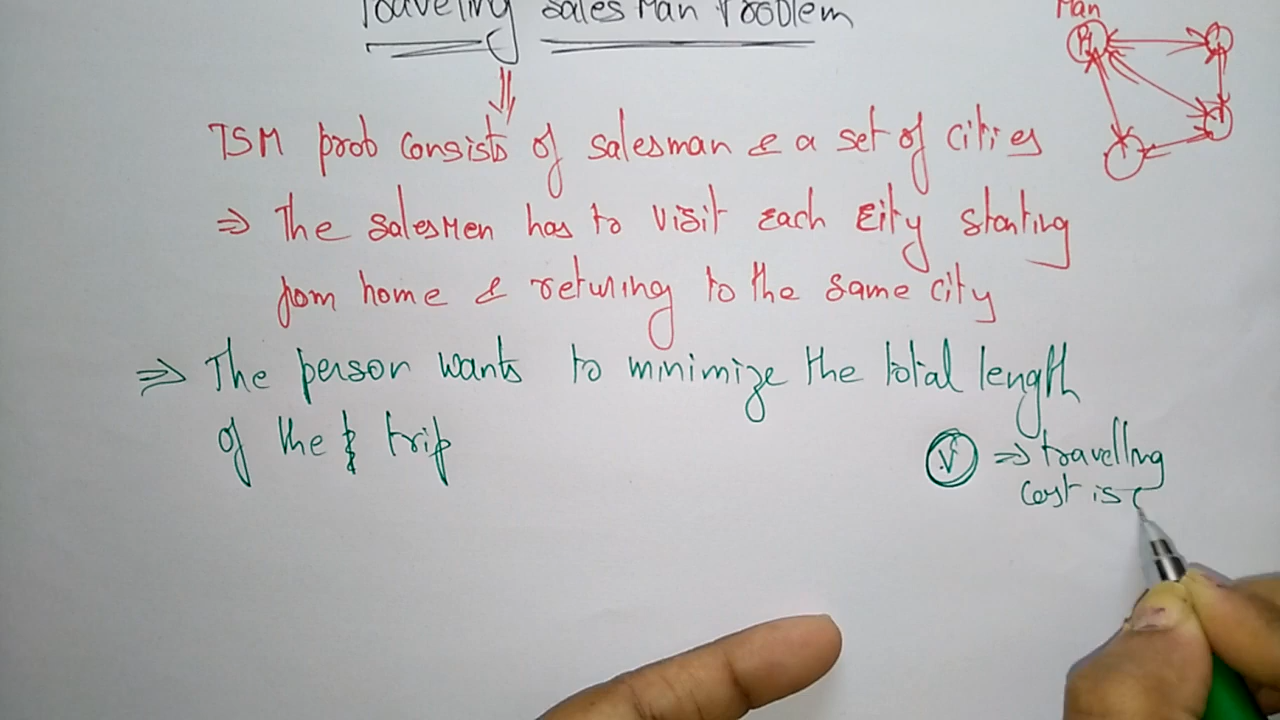 Traveling Sales Man Problem
Man
TSM prob consists of salesman & a set of cities
⇒ The salesmen has to visit each city starting
from home & returing to the same city
⇒ The person wants to minimize the total length
of the trip
V ⇒ travelling
cost is